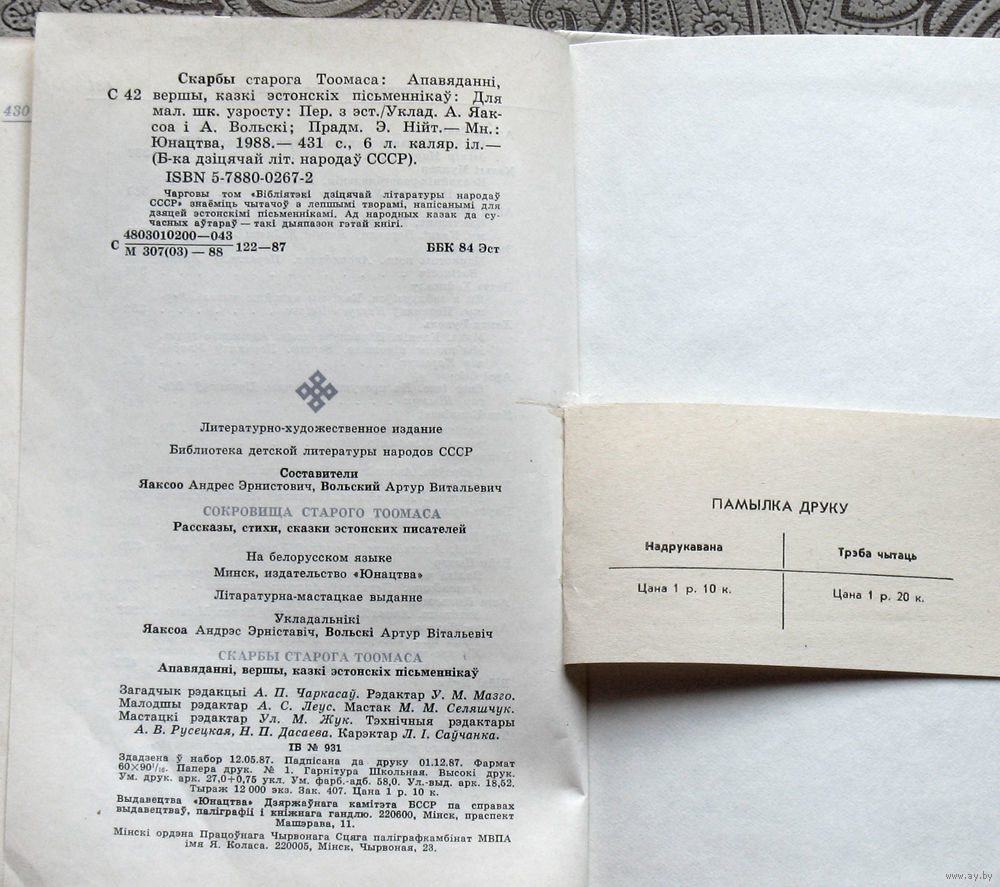 430
Скарбы старога Тоомаса: Апавяданні,
С 42 вершы, казкі эстонскіх пісьменнікаў: Для
мал. шк. узросту: Пер. з эст./Уклад. А. Яак-
соа і А. Вольскі; Прадм. Э. Нійт.— Мн.:
Юнацтва, 1988.— 431 с., 6 л. каляр. іл.—
(Б-ка дзіцячай літ. народаў СССР).
ISBN 5-7880-0267-2
Чарговы том «Бібліятэкі дзіцячай літаратуры народаў
СССР» знаёміць чытачоў з лепшымі творамі, напісанымі для
дзяцей эстонскімі пісьменнікамі. Ад народных казак да су-
часных аўтараў — такі дыяпазон гэтай кнігі.
4803010200—043
С 122—87 ББК 84 Эст
М 307(03) — 88
Литературно-художественное издание
Библиотека детской литературы народов СССР
Составители
Яаксоо Андрес Эрнистович, Вольский Артур Витальевич
СОКРОВИЩА СТАРОГО ТООМАСА
Рассказы, стихи, сказки эстонских писателей
На белорусском языке
Минск, издательство «Юнацтва»
Літаратурна-мастацкае выданне
Укладальнікі
Яаксоа Андрэс Эрніставіч, Вольскі Артур Вітальевіч
СКАРБЫ СТАРОГА ТООМАСА
Апавяданні, вершы, казкі эстонскіх пісьменнікаў
Загадчык рэдакцыі А. П. Чаркасаў. Рэдактар У. М. Мазго.
Малодшы рэдактар А. С. Леус. Мастак М. М. Селяшчук.
Мастацкі рэдактар Ул. М. Жук. Тэхнічныя рэдактары
А. В. Русецкая, Н. П. Дасаева. Карэктар Л. І. Саўчанка.
ІБ № 931
Здадзена ў набор 12.05.87. Падпісана да друку 01.12.87. Фармат
60×90¹/₁₆. Папера друк. № 1. Гарнітура Школьная. Высокі друк.
Ум. друк. арк. 27,0+0,75 укл. Ум. фарб.-адб. 58,0. Ул.-выд. арк. 18,52.
Тыраж 12 000 экз. Зак. 407. Цана 1 р. 10 к.
Выдавецтва «Юнацтва» Дзяржаўнага камітэта БССР па справах
выдавецтваў, паліграфіі і кніжнага гандлю. 220600, Мінск, праспект
Машэрава, 11.
Мінскі ордэна Працоўнага Чырвонага Сцяга паліграфкамбінат МВПА
імя Я. Коласа. 220005, Мінск, Чырвоная, 23.
ПАМЫЛКА ДРУКУ
Надрукавана Трэба чытаць
Цана 1 р. 10 к. Цана 1 р. 20 к.
www.ay.by